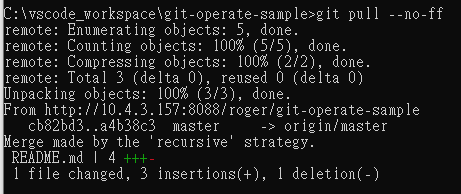 C:\vscode_workspace\git-operate-sample>git pull --no-ff
remote: Enumerating objects: 5, done.
remote: Counting objects: 100% (5/5), done.
remote: Compressing objects: 100% (2/2), done.
remote: Total 3 (delta 0), reused 0 (delta 0)
Unpacking objects: 100% (3/3), done.
From http://10.4.3.157:8088/roger/git-operate-sample
   cb82bd3..a4b38c3  master     -> origin/master
Merge made by the 'recursive' strategy.
 README.md | 4 +++-
 1 file changed, 3 insertions(+), 1 deletion(-)